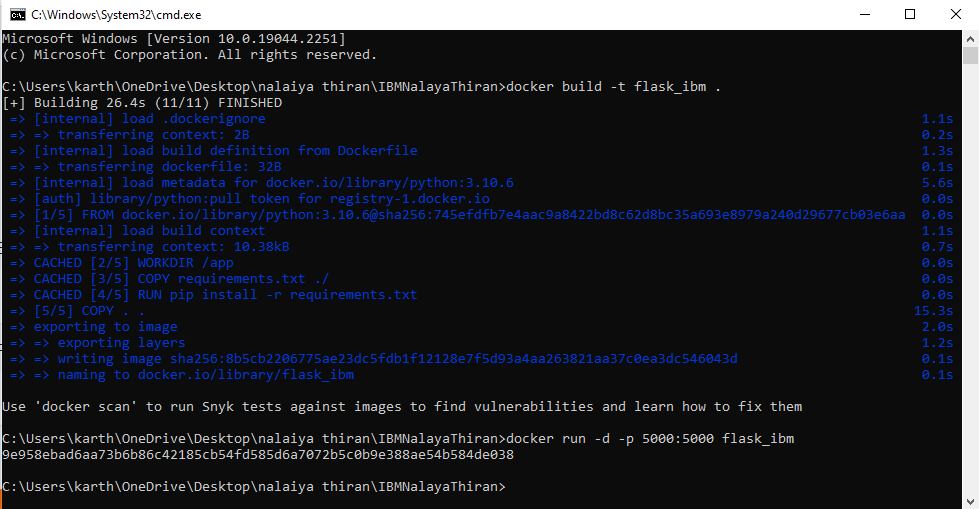 C:\Windows\System32\cmd.exe
Microsoft Windows [Version 10.0.19044.2251]
(c) Microsoft Corporation. All rights reserved.
C:\Users\karth\OneDrive\Desktop\nalaiya thiran\IBMNalayaThiran>docker build -t flask_ibm .
[+] Building 26.4s (11/11) FINISHED
=> [internal] load .dockerignore 1.1s
=> => transferring context: 2B 0.2s
=> [internal] load build definition from Dockerfile 1.3s
=> => transferring dockerfile: 32B 0.1s
=> [internal] load metadata for docker.io/library/python:3.10.6 5.6s
=> [auth] library/python:pull token for registry-1.docker.io 0.0s
=> [1/5] FROM docker.io/library/python:3.10.6@sha256:745efdfb7e4aac9a8422bd8c62d8bc35a693e8979a240d29677cb03e6aa 0.0s
=> [internal] load build context 1.1s
=> => transferring context: 10.38kB 0.7s
=> CACHED [2/5] WORKDIR /app 0.0s
=> CACHED [3/5] COPY requirements.txt ./ 0.0s
=> CACHED [4/5] RUN pip install -r requirements.txt 0.0s
=> [5/5] COPY . . 15.3s
=> exporting to image 2.0s
=> => exporting layers 1.2s
=> => writing image sha256:8b5cb2206775ae23dc5fdb1f12128e7f5d93a4aa263821aa37c0ea3dc546043d 0.1s
=> => naming to docker.io/library/flask_ibm 0.1s
Use 'docker scan' to run Snyk tests against images to find vulnerabilities and learn how to fix them
C:\Users\karth\OneDrive\Desktop\nalaiya thiran\IBMNalayaThiran>docker run -d -p 5000:5000 flask_ibm
9e958ebad6aa73b6b86c42185cb54fd585d6a7072b5c0b9e388ae54b584de038
C:\Users\karth\OneDrive\Desktop\nalaiya thiran\IBMNalayaThiran>